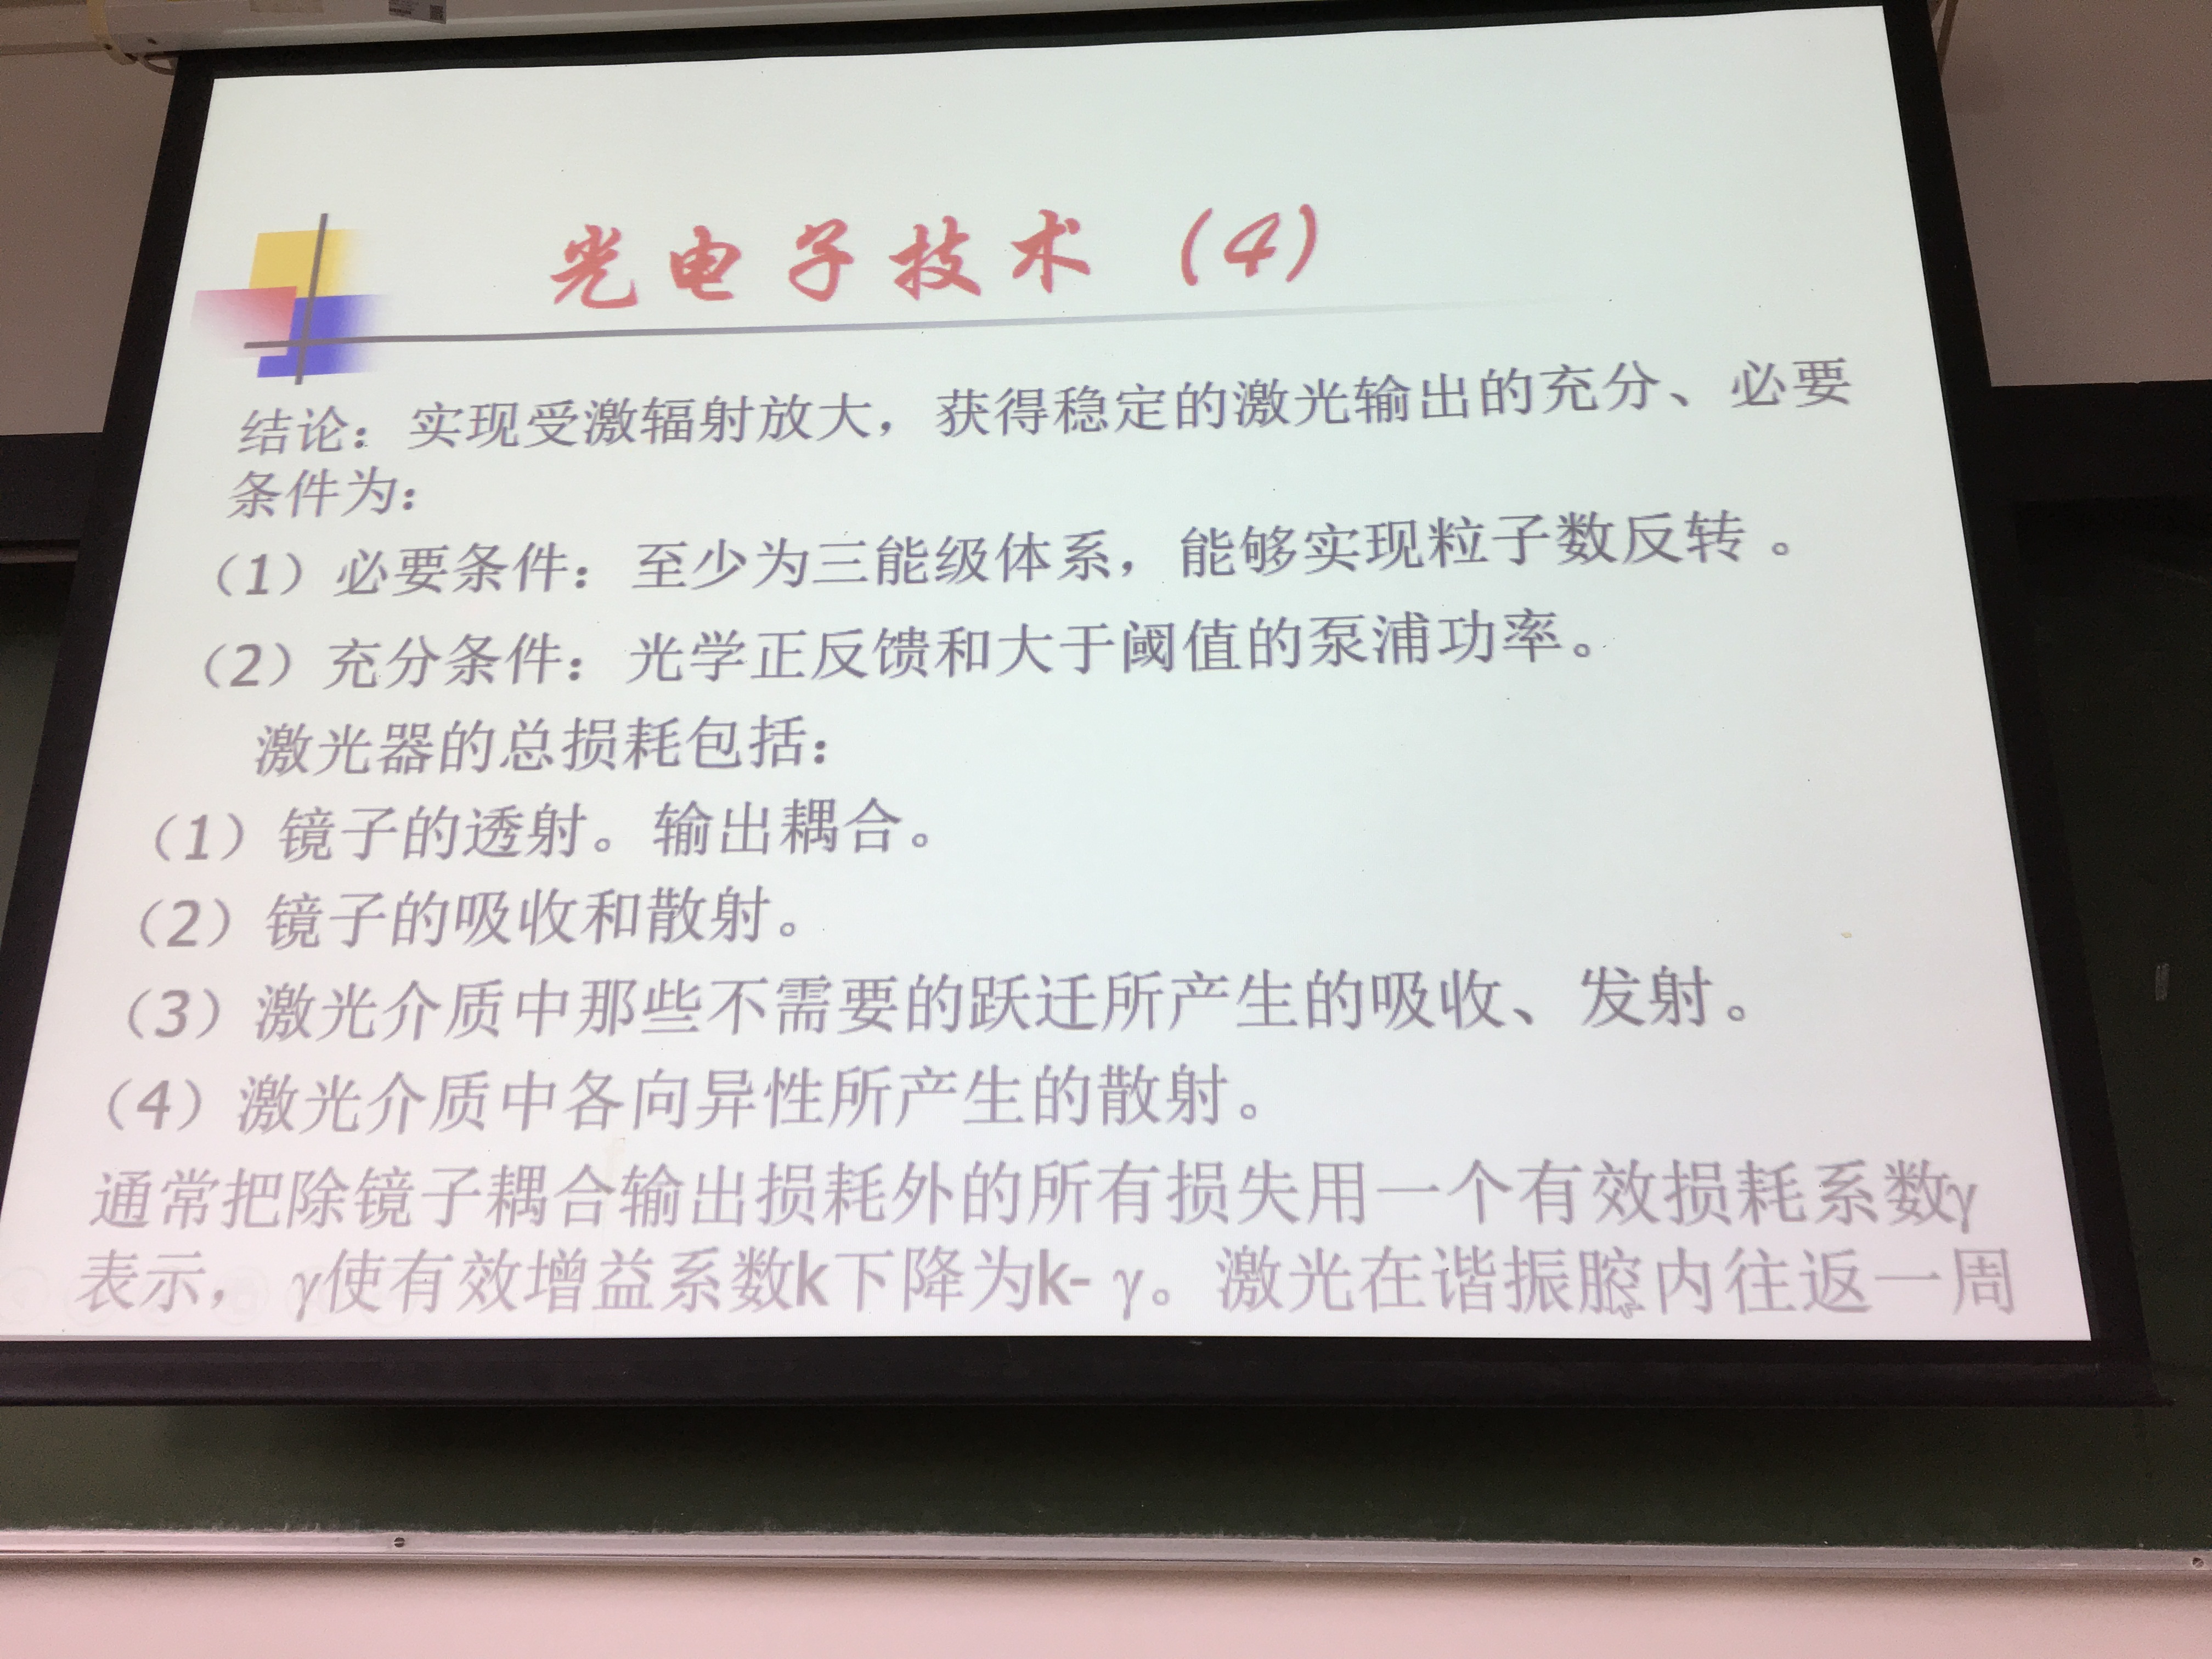 光电子技术（4）
结论：实现受激辐射放大，获得稳定的激光输出的充分、必要
条件为：
（1）必要条件：至少为三能级体系，能够实现粒子数反转 。
（2）充分条件：光学正反馈和大于阈值的泵浦功率。
激光器的总损耗包括：
（1）镜子的透射。输出耦合。
（2）镜子的吸收和散射。
（3）激光介质中那些不需要的跃迁所产生的吸收、发射。
（4）激光介质中各向异性所产生的散射。
通常把除镜子耦合输出损耗外的所有损失用一个有效损耗系数γ
表示， γ使有效增益系数k下降为k- γ。激光在谐振腔内往返一周